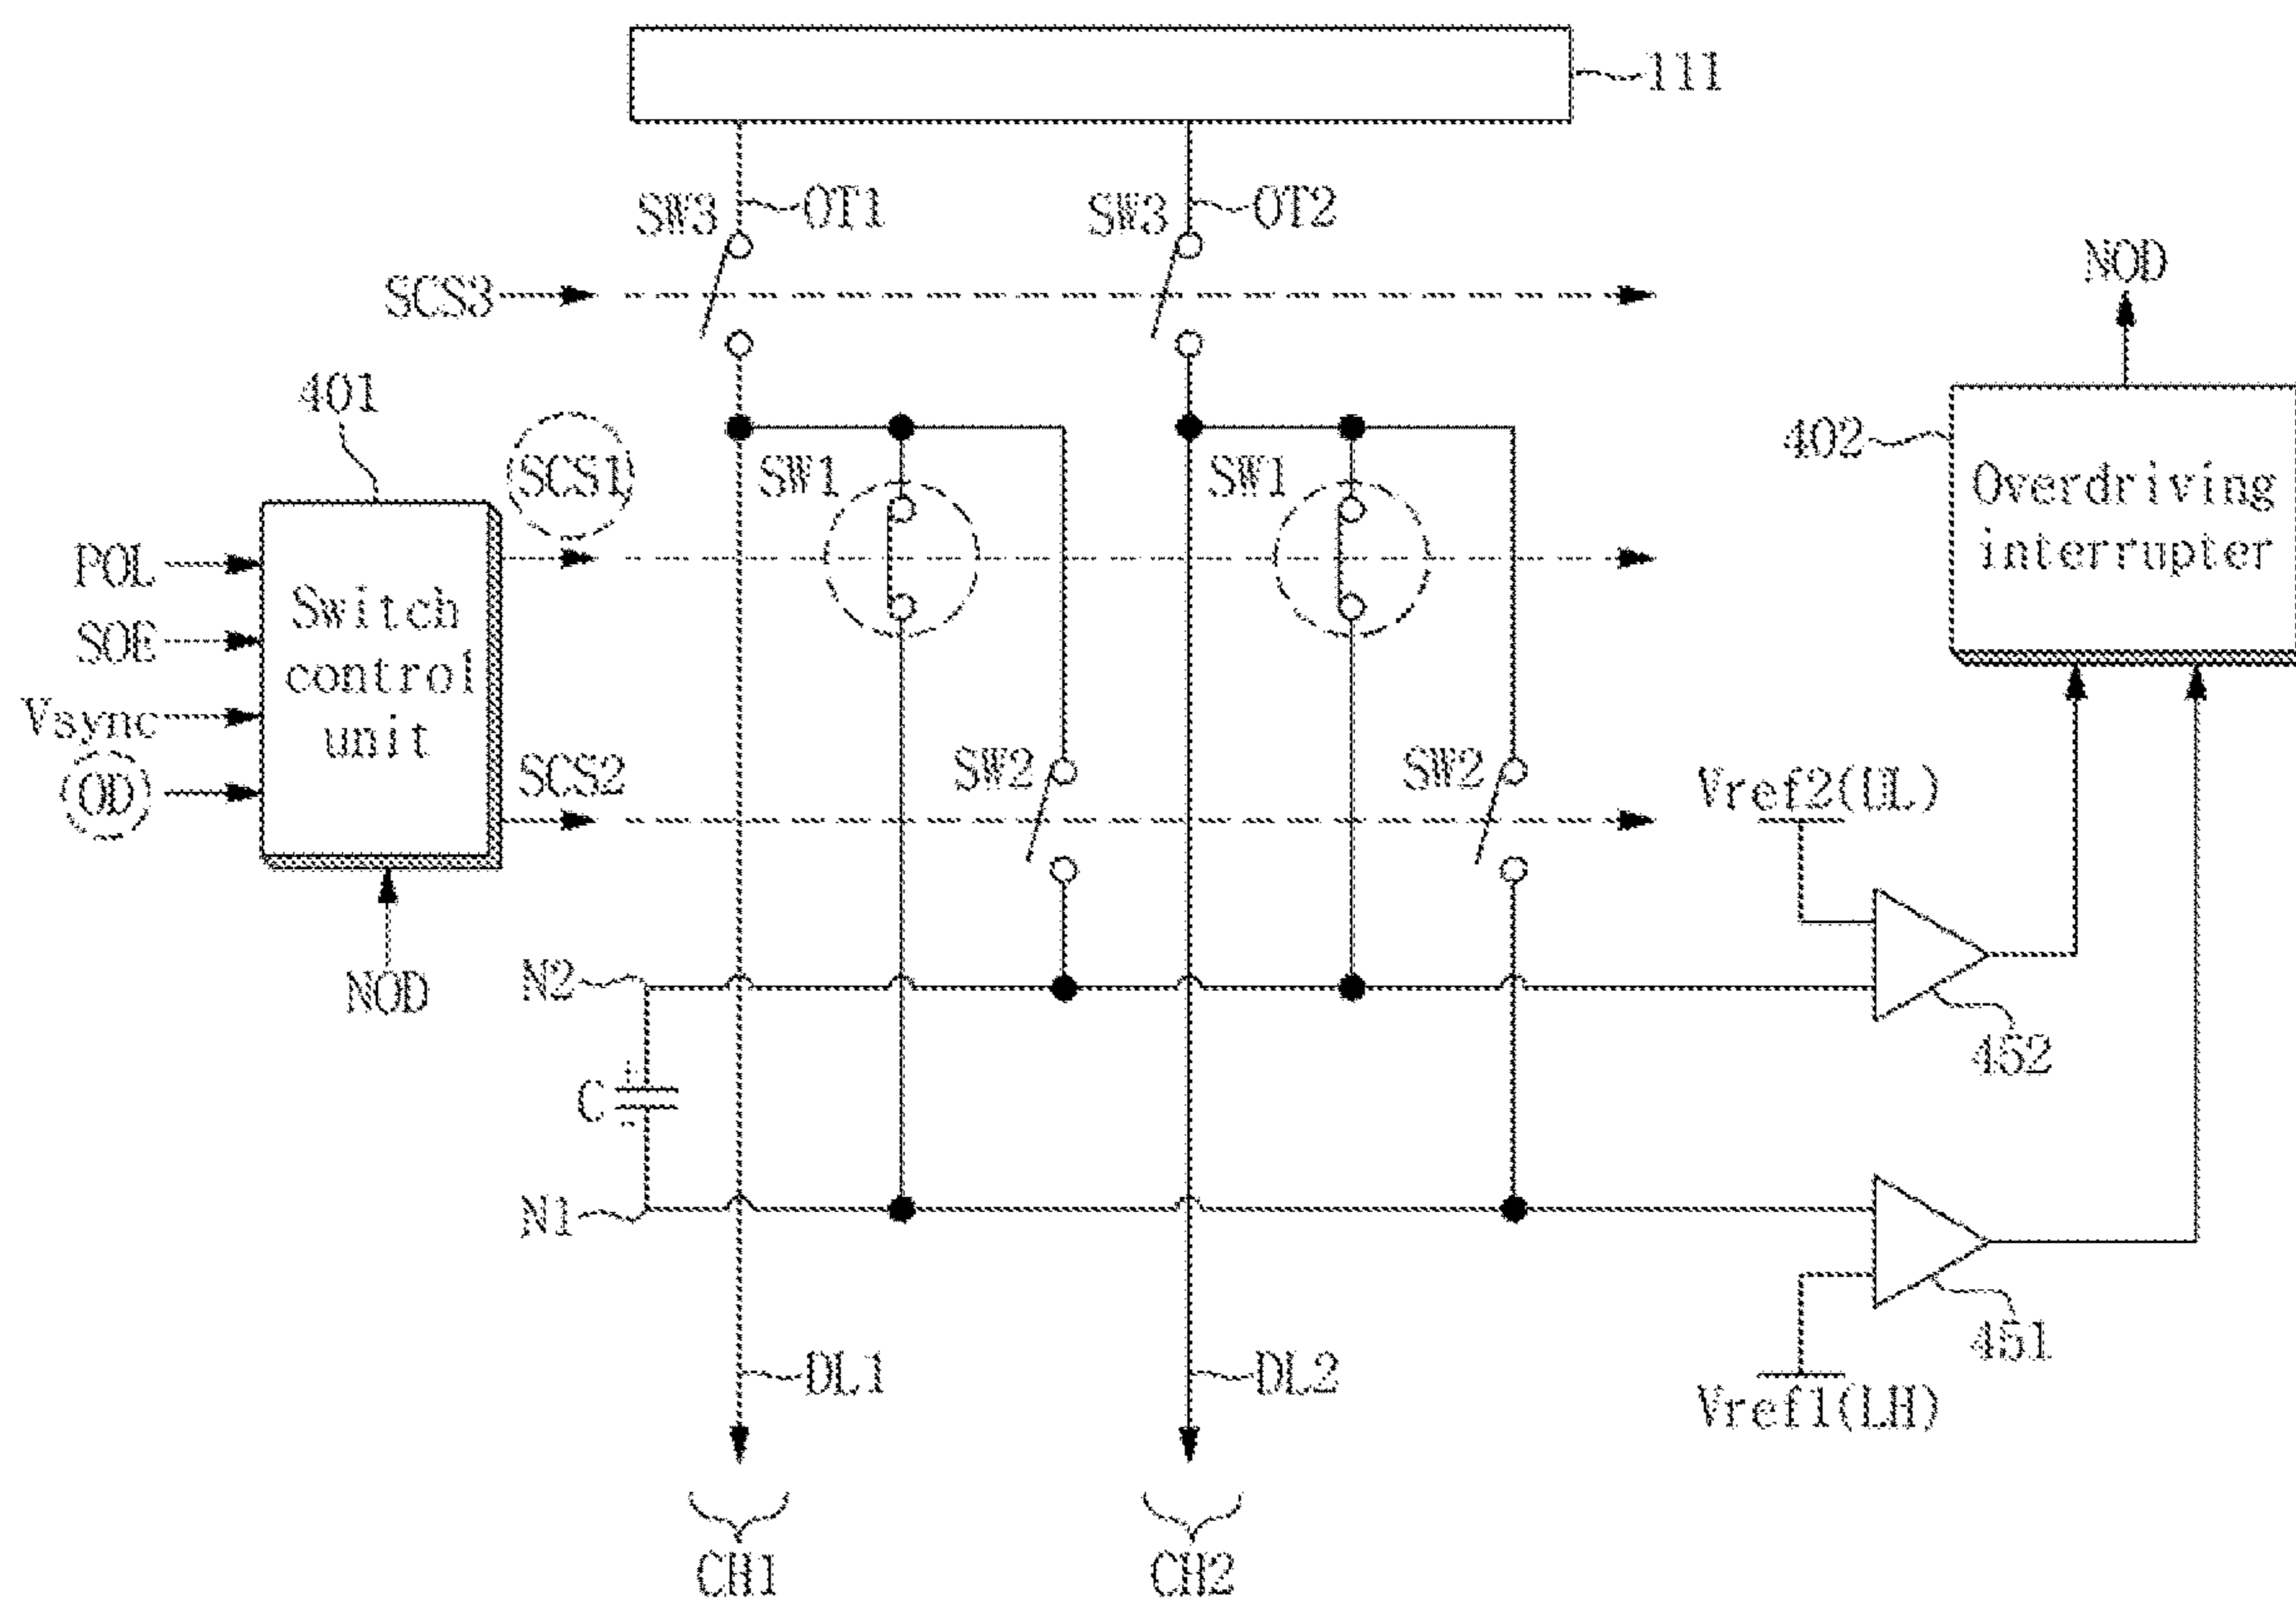 111
SW3
OT1
SW3
OT2
SCS3
NOD
401
SCS1
SW1
SW1
402
Overdriving
interrupter
POL
SOE
Vsync
OD
Switch
control
unit
SCS2
SW2
SW2
Vref2(UL)
NOD
N2
452
C
N1
451
DL1
DL2
Vref1(LH)
CH1
CH2